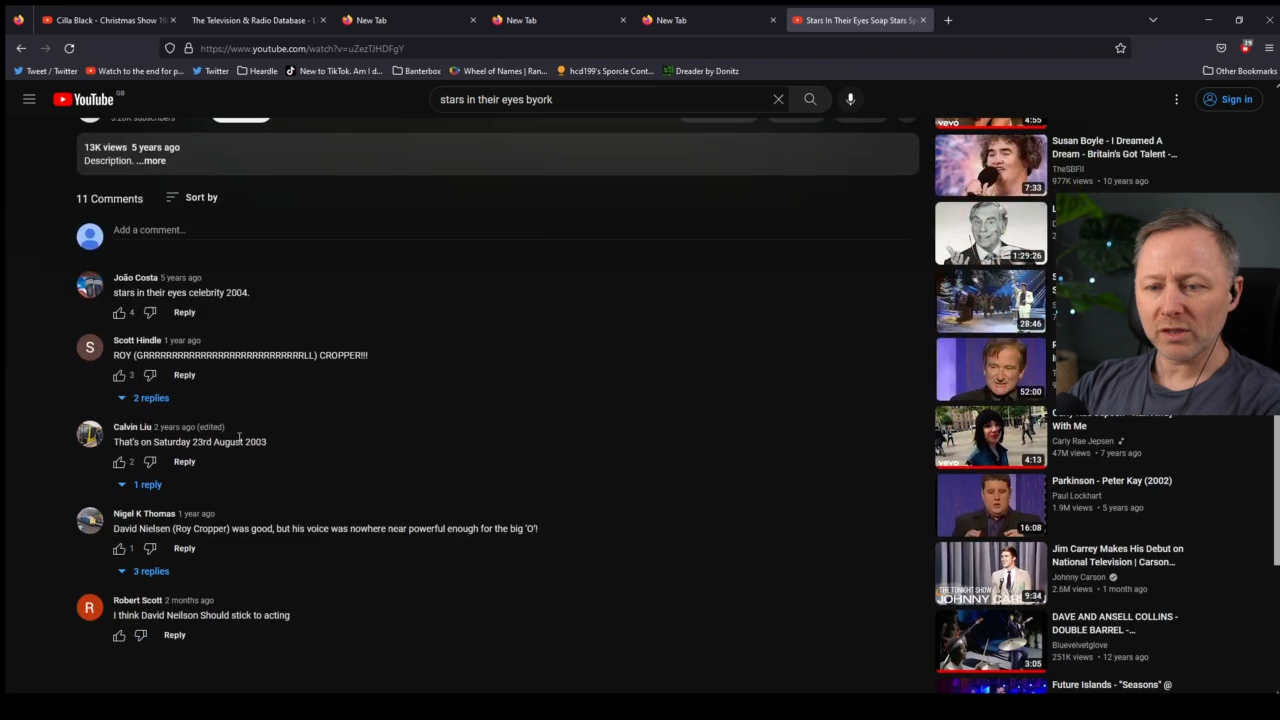 Cilla Black - Christmas Show 19
The Television & Radio Database - Li
New Tab
New Tab
New Tab
Stars In Their Eyes Soap Stars Sp
https://www.youtube.com/watch?v=uZezTJHDFgY
39
Tweet / Twitter
Watch to the end for p...
Twitter
Heardle
New to TikTok. Am I d...
Banterbox
Wheel of Names | Ran...
hcd199's Sporcle Cont...
Dreader by Donitz
Other Bookmarks
YouTube GB
stars in their eyes byork
Sign in
13K views 5 years ago
Description. ...more
11 Comments
Sort by
Add a comment...
João Costa 5 years ago
stars in their eyes celebrity 2004.
4 Reply
S
Scott Hindle 1 year ago
ROY (GRRRRRRRRRRRRRRRRRRRRRRRRRRRLL) CROPPER!!!
3 Reply
2 replies
Calvin Liu 2 years ago (edited)
That's on Saturday 23rd August 2003
2 Reply
1 reply
Nigel K Thomas 1 year ago
David Nielsen (Roy Cropper) was good, but his voice was nowhere near powerful enough for the big 'O'!
1 Reply
3 replies
R
Robert Scott 2 months ago
I think David Neilson Should stick to acting
Reply
vevo
4:55
Susan Boyle - I Dreamed A
Dream - Britain's Got Talent -...
TheSBFII
977K views • 10 years ago
7:33
1:29:26
28:46
52:00
With Me
Carly Rae Jepsen
47M views • 7 years ago
vevo
4:13
Parkinson - Peter Kay (2002)
Paul Lockhart
1.9M views • 5 years ago
16:08
Jim Carrey Makes His Debut on
National Television | Carson...
Johnny Carson
2.6M views • 1 month ago
THE TONIGHT SHOW
JOHNNY CAR
9:34
DAVE AND ANSELL COLLINS -
DOUBLE BARREL -...
Bluevelvetglove
251K views • 12 years ago
3:05
Future Islands - "Seasons" @